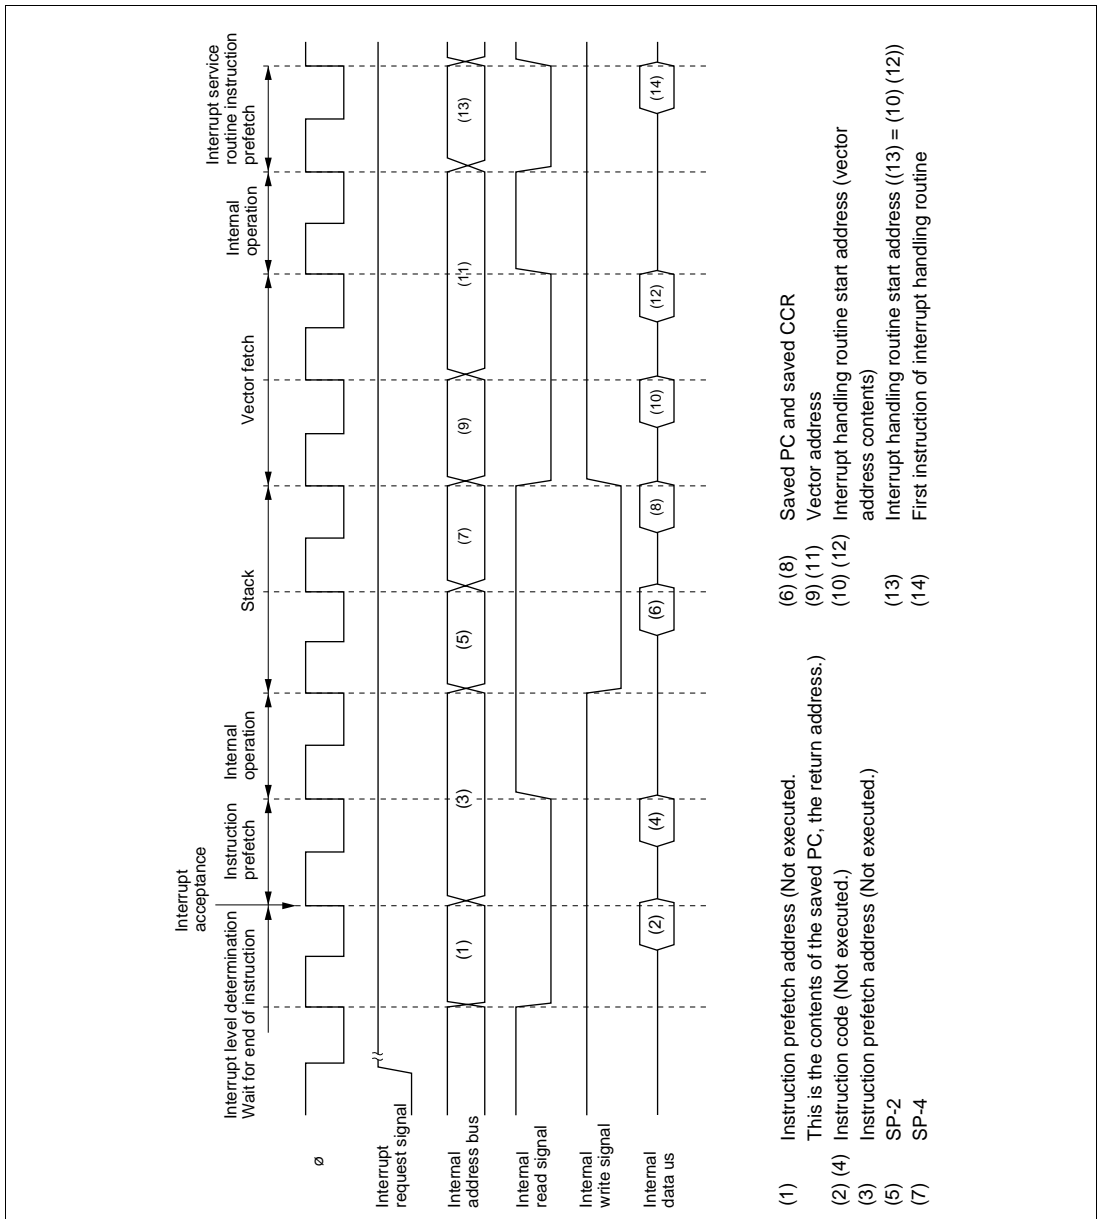 Interrupt level determination
Wait for end of instruction
Interrupt
acceptance
Instruction
prefetch
Internal
operation
Stack
Vector fetch
Internal
operation
Interrupt service
routine instruction
prefetch
ø
Interrupt
request signal
Internal
address bus
(1)
(3)
(5)
(7)
(9)
(11)
(13)
Internal
read signal
Internal
write signal
Internal
data us
(2)
(4)
(6)
(8)
(10)
(12)
(14)
(1) Instruction prefetch address (Not executed.
This is the contents of the saved PC, the return address.)
(2) (4) Instruction code (Not executed.)
(3) Instruction prefetch address (Not executed.)
(5) SP-2
(7) SP-4
(6) (8) Saved PC and saved CCR
(9) (11) Vector address
(10) (12) Interrupt handling routine start address (vector
address contents)
(13) Interrupt handling routine start address ((13) = (10) (12))
(14) First instruction of interrupt handling routine